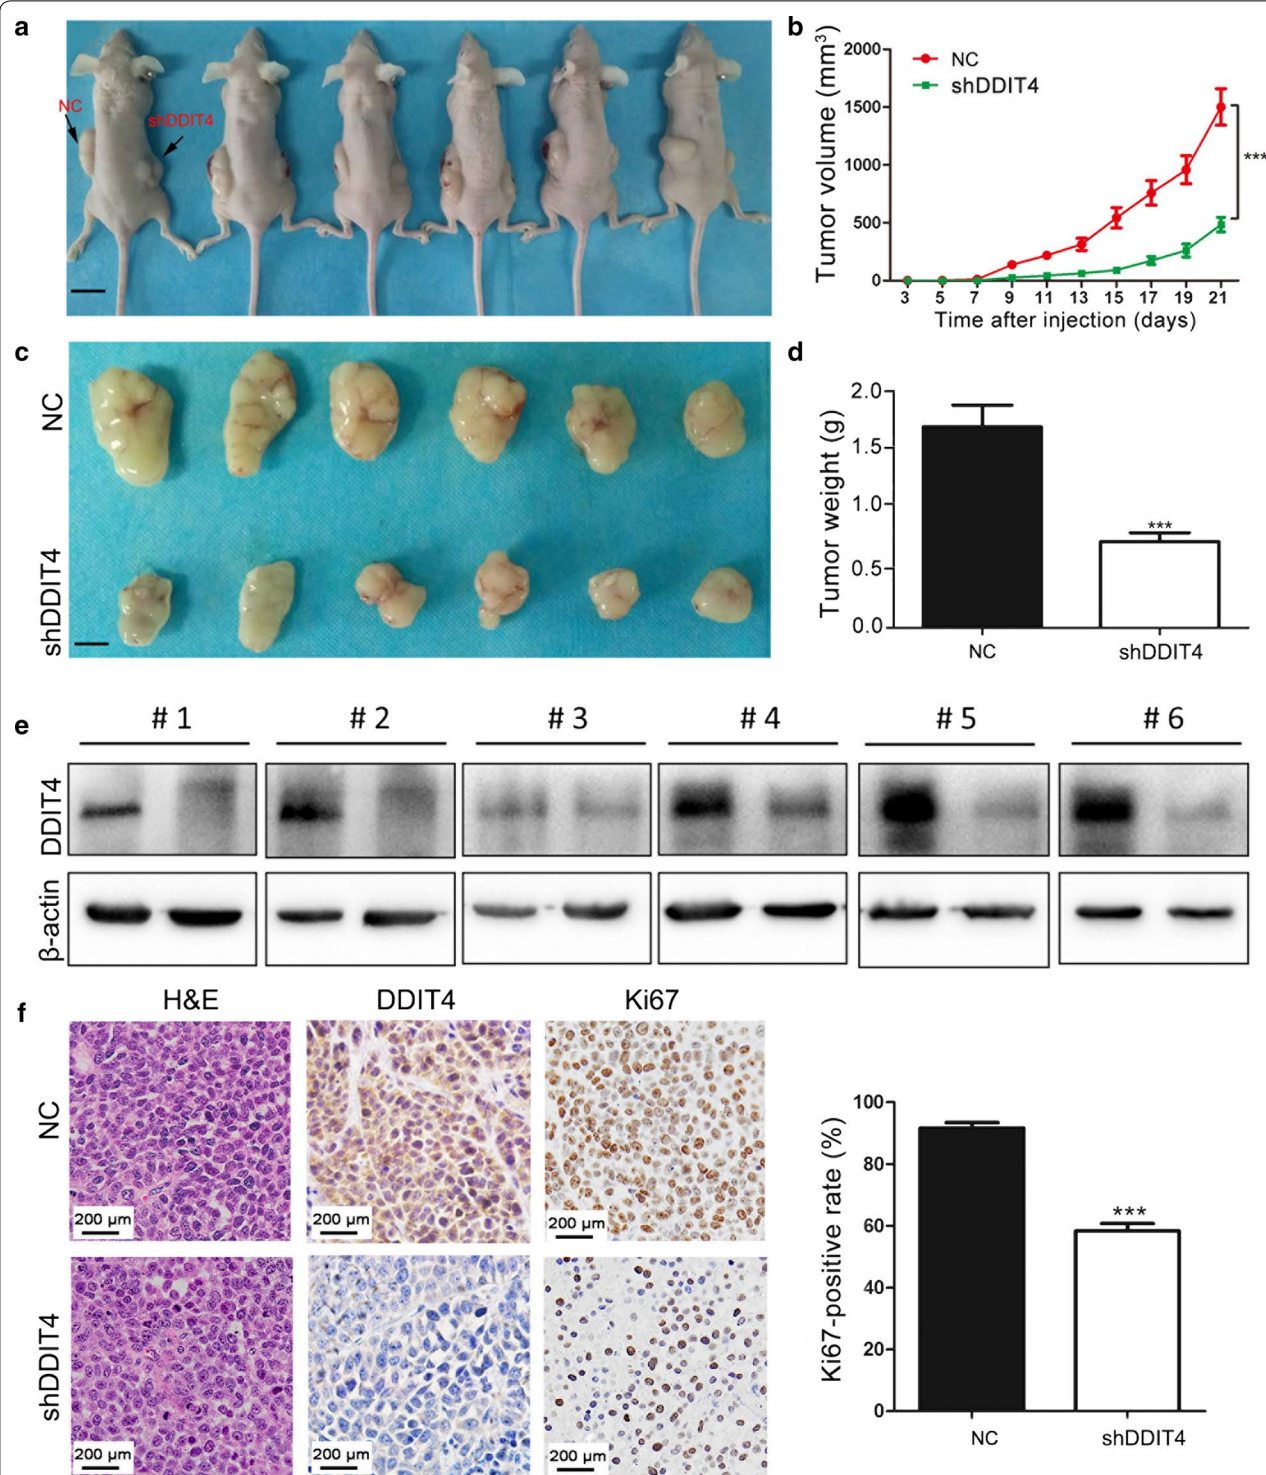 a
NC
shDDIT4
b
Tumor volume (mm³)
2000
1500
1000
500
0
NC
shDDIT4
***
3 5 7 9 11 13 15 17 19 21
Time after injection (days)
c
NC
shDDIT4
d
Tumor weight (g)
2.0
1.5
1.0
0.5
0.0
***
NC shDDIT4
e
# 1 # 2 # 3 # 4 # 5 # 6
DDIT4
β-actin
f
H&E DDIT4 Ki67
NC
200 µm 200 µm 200 µm
shDDIT4
200 µm 200 µm 200 µm
Ki67-positive rate (%)
100
80
60
40
20
0
***
NC shDDIT4